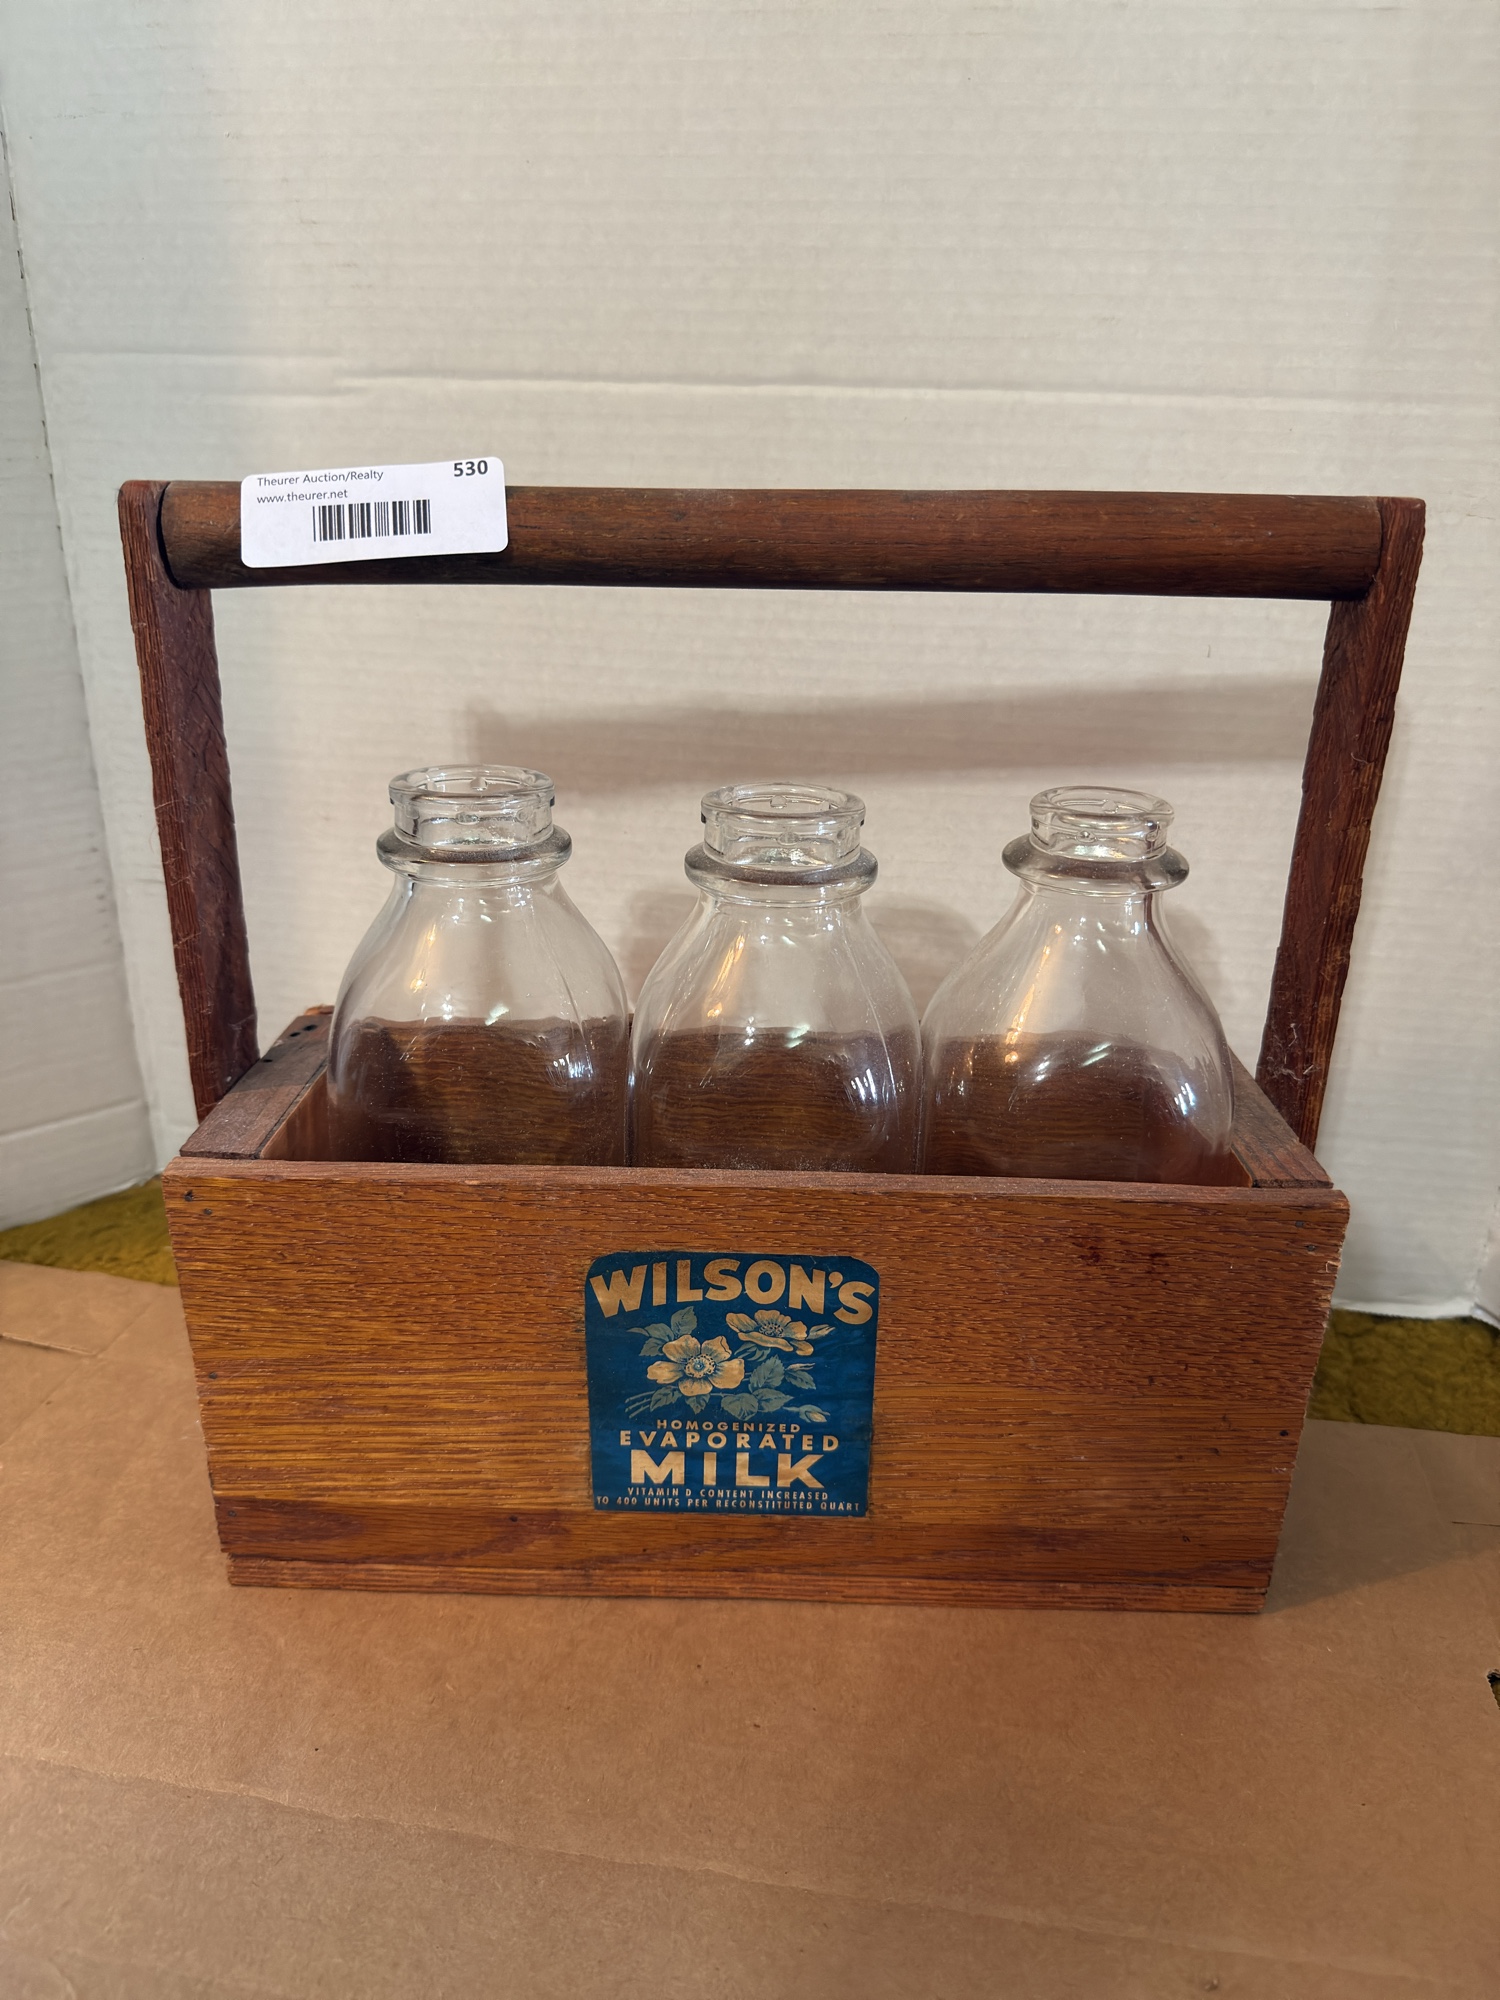 Theurer Auction/Realty 530
www.theurer.net
WILSON'S
HOMOGENIZED
EVAPORATED
MILK
VITAMIN D CONTENT INCREASED
TO 400 UNITS PER RECONSTITUTED QUART